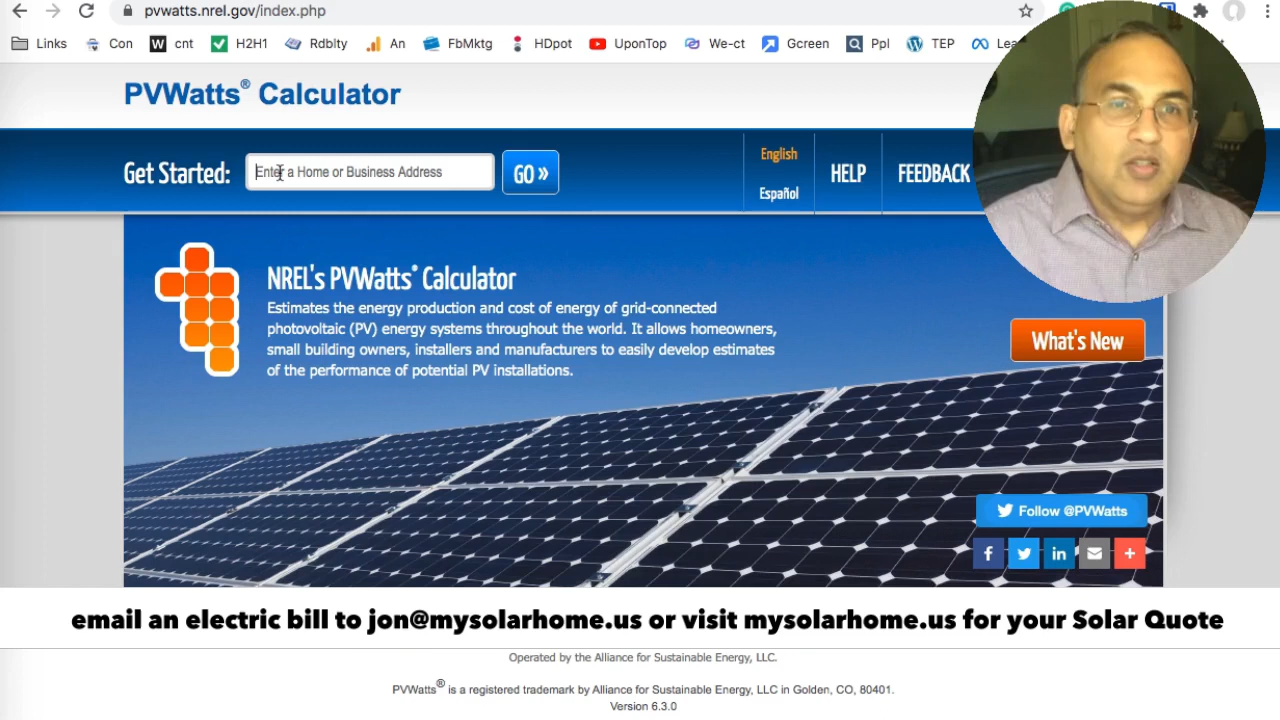 pvwatts.nrel.gov/index.php
Links Con cnt H2H1 Rdblty An FbMktg HDpot UponTop We-ct Gcreen Ppl TEP
PVWatts® Calculator
Get Started: Enter a Home or Business Address GO »
English
Español
HELP FEEDBACK
NREL's PVWatts® Calculator
Estimates the energy production and cost of energy of grid-connected
photovoltaic (PV) energy systems throughout the world. It allows homeowners,
small building owners, installers and manufacturers to easily develop estimates
of the performance of potential PV installations.
What's New
Follow @PVWatts
email an electric bill to jon@mysolarhome.us or visit mysolarhome.us for your Solar Quote
Operated by the Alliance for Sustainable Energy, LLC.
PVWatts® is a registered trademark by Alliance for Sustainable Energy, LLC in Golden, CO, 80401.
Version 6.3.0